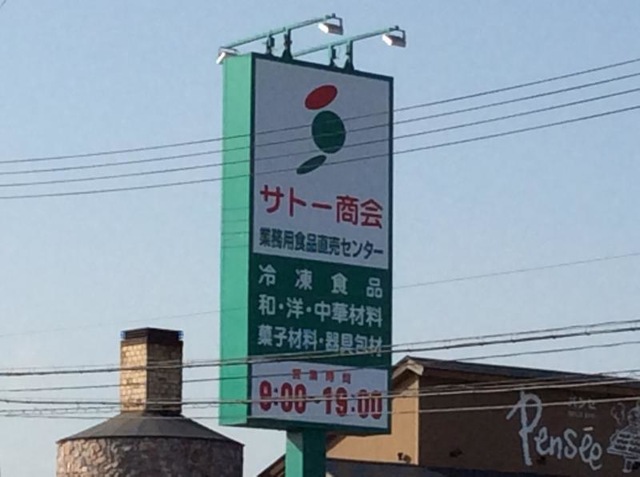 サトー商会
業務用食品直売センター
冷凍食品
和・洋・中華材料
菓子材料・器具包材
営業時間
9:00-19:00
Pensée